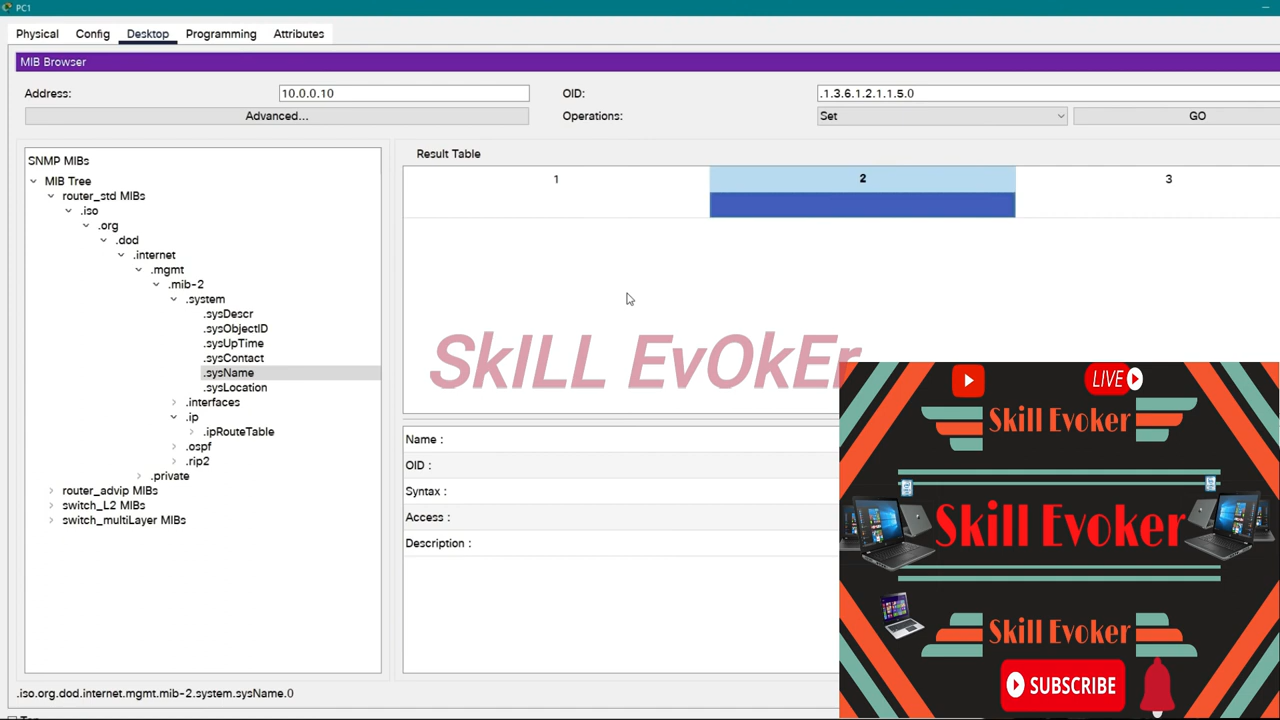 PC1
Physical Config Desktop Programming Attributes
MIB Browser
Address: 10.0.0.10 OID: .1.3.6.1.2.1.1.5.0
Advanced... Operations: Set GO
SNMP MIBs
MIB Tree
router_std MIBs
.iso
.org
.dod
.internet
.mgmt
.mib-2
.system
.sysDescr
.sysObjectID
.sysUpTime
.sysContact
.sysName
.sysLocation
.interfaces
.ip
.ipRouteTable
.ospf
.rip2
.private
router_advip MIBs
switch_L2 MIBs
switch_multiLayer MIBs
Result Table
1 2 3
SkILL EvOkEr
Name :
OID :
Syntax :
Access :
Description :
LIVE
Skill Evoker
Skill Evoker
Skill Evoker
SUBSCRIBE
.iso.org.dod.internet.mgmt.mib-2.system.sysName.0